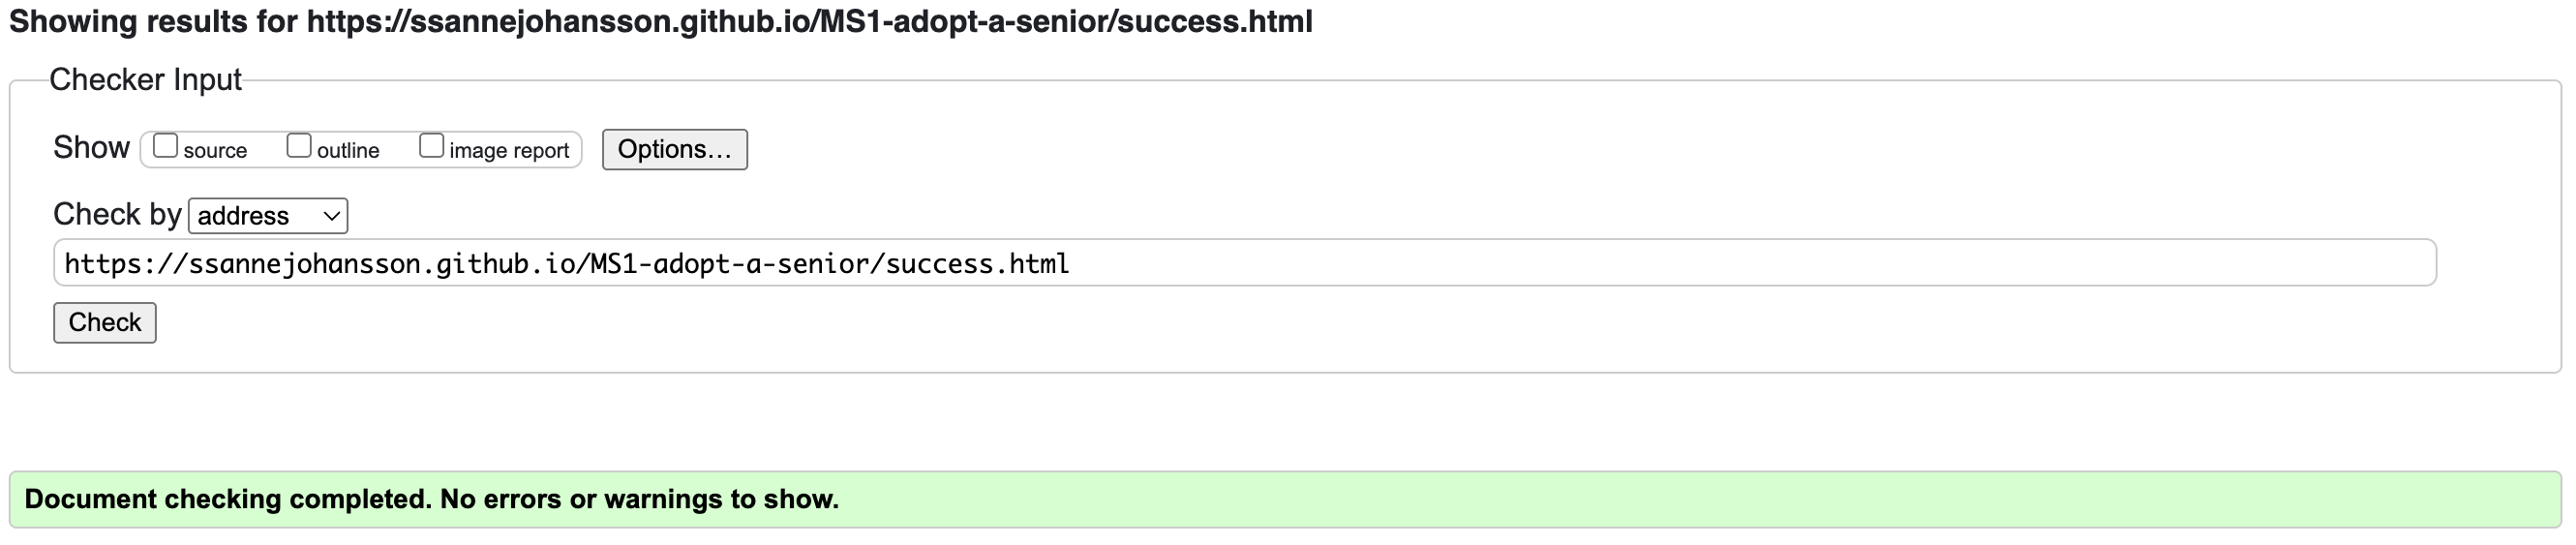 Showing results for https://ssannejohansson.github.io/MS1-adopt-a-senior/success.html
Checker Input
Show source outline image report Options…
Check by address
https://ssannejohansson.github.io/MS1-adopt-a-senior/success.html
Check
Document checking completed. No errors or warnings to show.